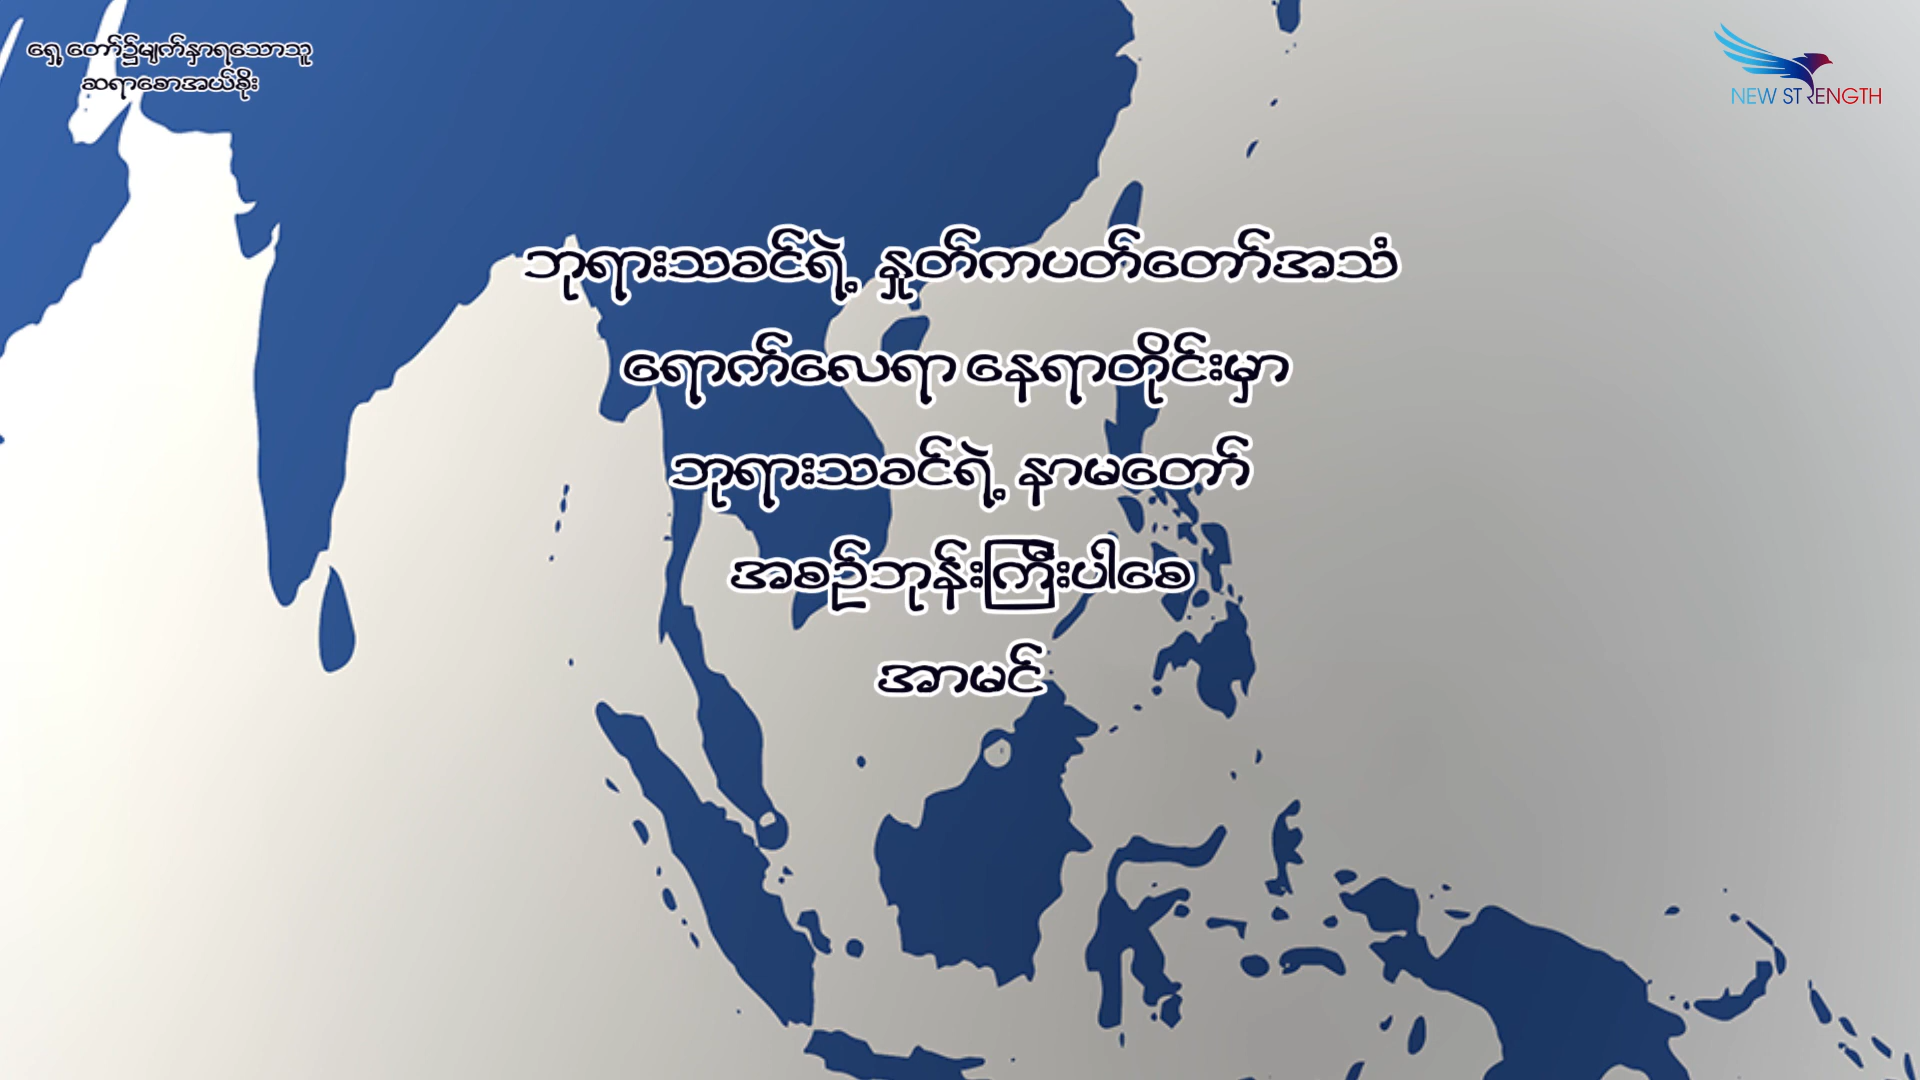 ရှေ့တော်၌မျက်နှာရသောသူ
ဆရာစောအယ်ခိုး
NEW STRENGTH
ဘုရားသခင်ရဲ့ နှုတ်ကပတ်တော်အသံ
ရောက်လေရာ နေရာတိုင်းမှာ
ဘုရားသခင်ရဲ့ နာမတော်
အစဉ်ဘုန်းကြီးပါစေ
အာမင်